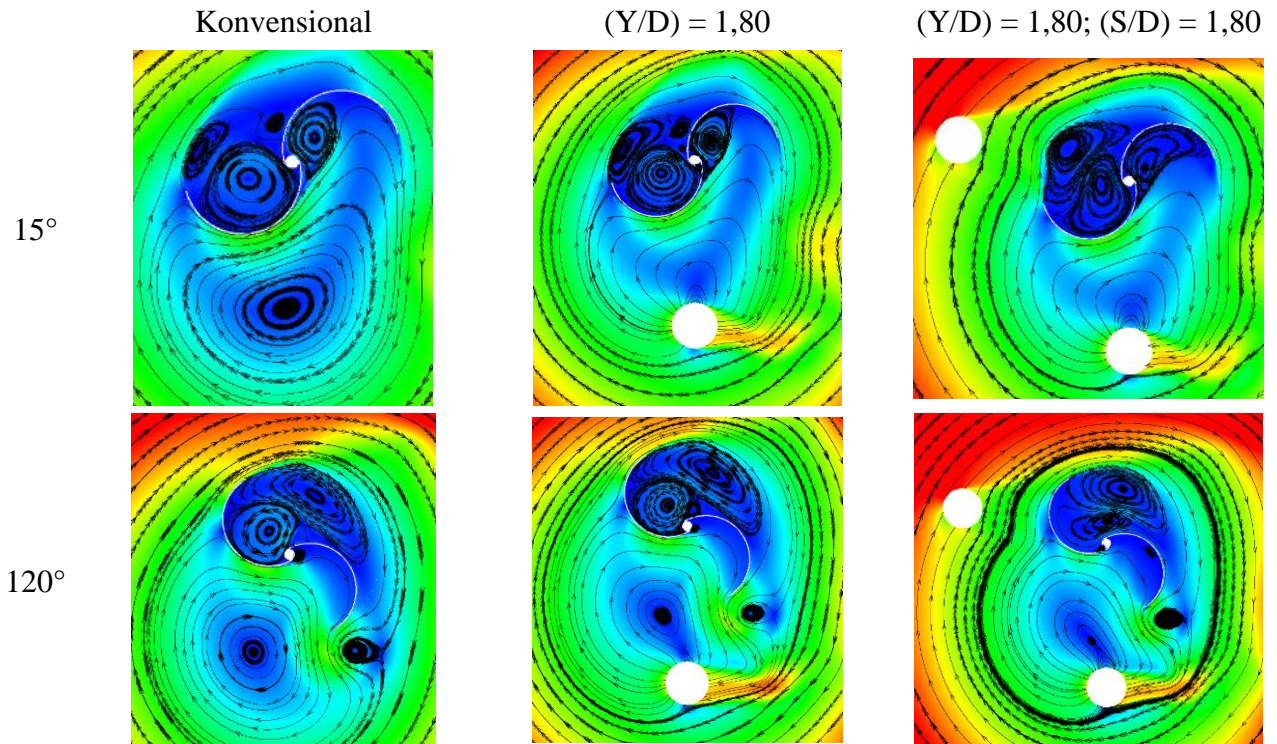 Konvensional (Y/D) = 1,80 (Y/D) = 1,80; (S/D) = 1,80
15°
120°